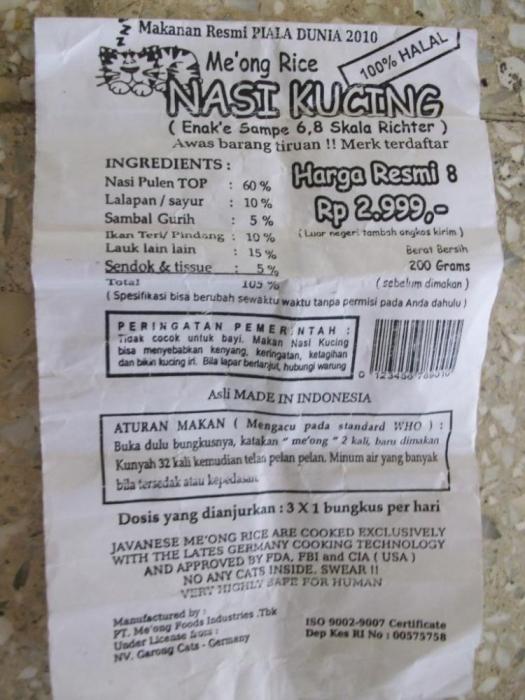 Makanan Resmi PIALA DUNIA 2010
Me'ong Rice
100% HALAL
NASI KUCING
( Enak'e Sampe 6,8 Skala Richter )
Awas barang tiruan !! Merk terdaftar
INGREDIENTS :
Nasi Pulen TOP : 60 %
Lalapan / sayur : 10 %
Sambal Gurih : 5 %
Ikan Teri/ Pindang : 10 %
Lauk lain lain : 15 %
Sendok & tissue : 5 %
Total 105 %
Harga Resmi 8
Rp 2.999,-
( Luar negeri tambah ongkos kirim )
Berat Bersih
200 Grams
( sebelum dimakan )
( Spesifikasi bisa berubah sewaktu waktu tanpa permisi pada Anda dahulu )
PERINGATAN PEMERINTAH :
Tidak cocok untuk bayi. Makan Nasi Kucing
bisa menyebabkan kenyang, keringatan, ketagihan
dan bikin kucing iri. Bila lapar berlanjut, hubungi warung
0 123456 789010
Asli MADE IN INDONESIA
ATURAN MAKAN ( Mengacu pada standard WHO ) :
Buka dulu bungkusnya, katakan " me'ong " 2 kali, baru dimakan
Kunyah 32 kali kemudian telan pelan pelan. Minum air yang banyak
bila tersedak atau kepedasan.
Dosis yang dianjurkan : 3 X 1 bungkus per hari
JAVANESE ME'ONG RICE ARE COOKED EXCLUSIVELY
WITH THE LATES GERMANY COOKING TECHNOLOGY
AND APPROVED BY FDA, FBI and CIA ( USA )
NO ANY CATS INSIDE. SWEAR !!
VERY HIGHLY SAFE FOR HUMAN
Manufactured by :
PT. Me'ong Foods Industries .Tbk
Under License from :
NV. Garong Cats - Germany
ISO 9002-9007 Certificate
Dep Kes RI No : 00575758